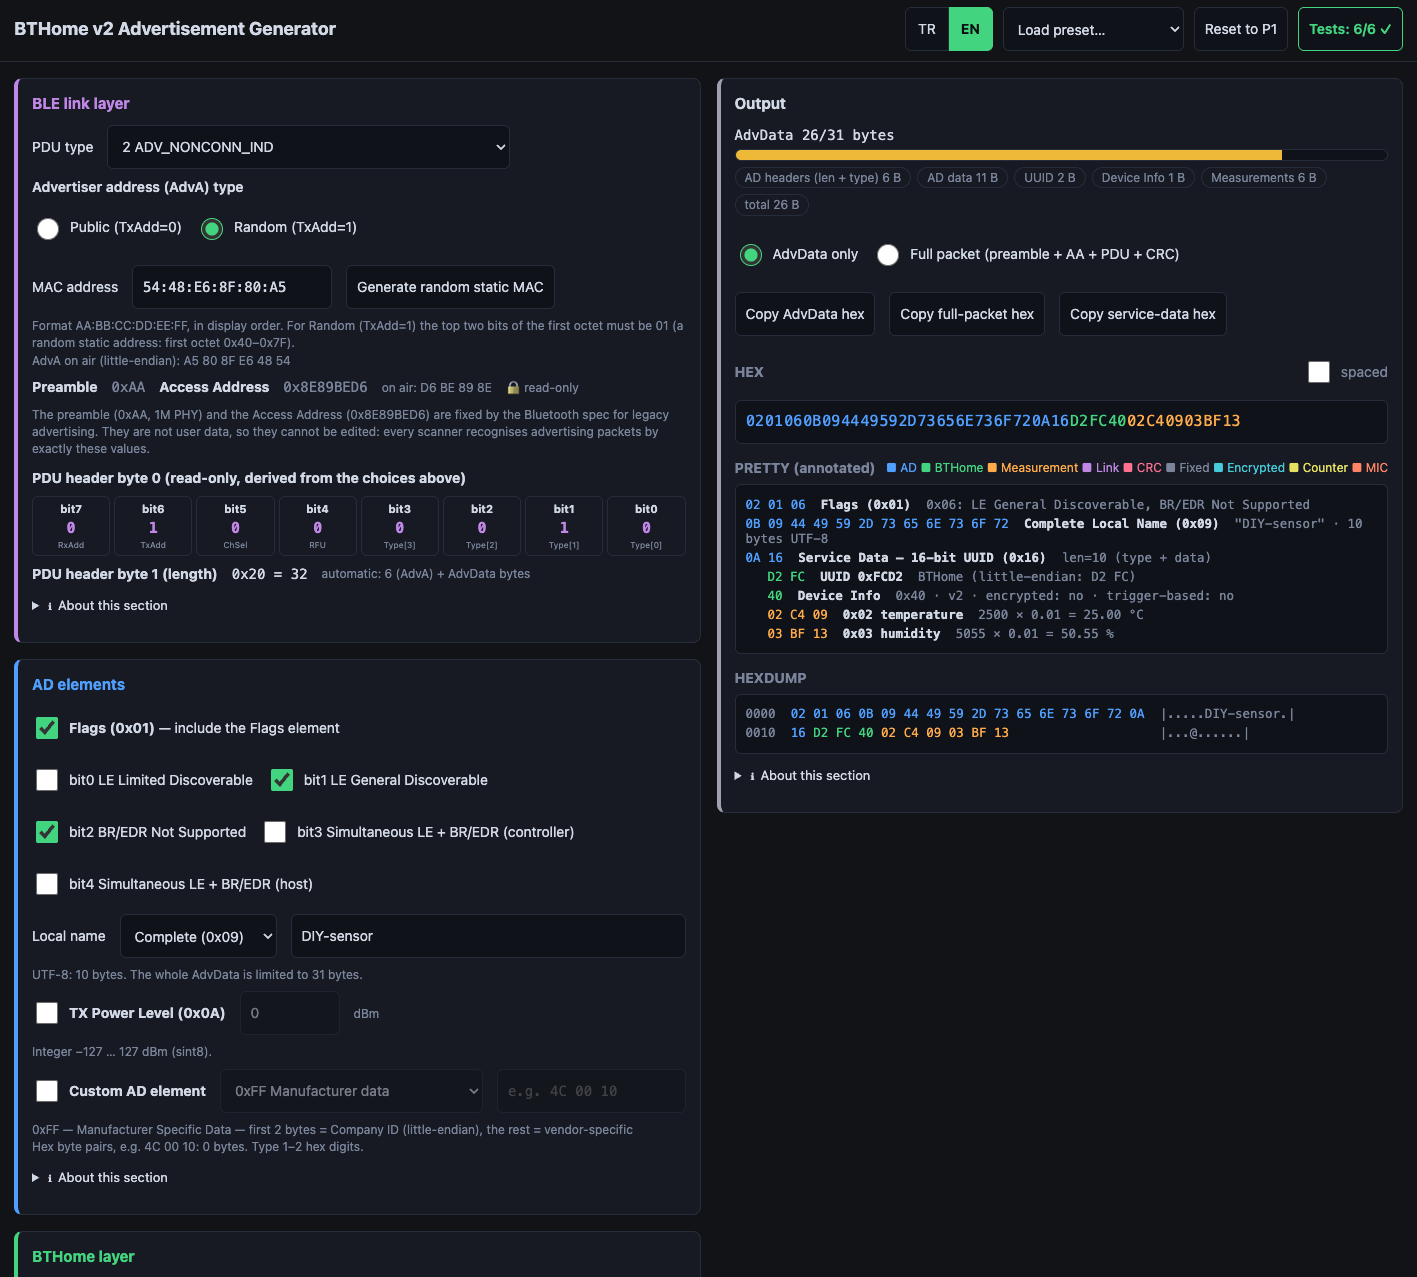 BTHome v2 Advertisement Generator
TR EN Load preset... Reset to P1 Tests: 6/6 ✓
BLE link layer
PDU type 2 ADV_NONCONN_IND
Advertiser address (AdvA) type
Public (TxAdd=0) Random (TxAdd=1)
MAC address 54:48:E6:8F:80:A5 Generate random static MAC
Format AA:BB:CC:DD:EE:FF, in display order. For Random (TxAdd=1) the top two bits of the first octet must be 01 (a
random static address: first octet 0x40–0x7F).
AdvA on air (little-endian): A5 80 8F E6 48 54
Preamble 0xAA Access Address 0x8E89BED6 on air: D6 BE 89 8E 🔒 read-only
The preamble (0xAA, 1M PHY) and the Access Address (0x8E89BED6) are fixed by the Bluetooth spec for legacy
advertising. They are not user data, so they cannot be edited: every scanner recognises advertising packets by
exactly these values.
PDU header byte 0 (read-only, derived from the choices above)
bit7 bit6 bit5 bit4 bit3 bit2 bit1 bit0
0 1 0 0 0 0 1 0
RxAdd TxAdd ChSel RFU Type[3] Type[2] Type[1] Type[0]
PDU header byte 1 (length) 0x20 = 32 automatic: 6 (AdvA) + AdvData bytes
▶ ℹ About this section
AD elements
Flags (0x01) — include the Flags element
bit0 LE Limited Discoverable bit1 LE General Discoverable
bit2 BR/EDR Not Supported bit3 Simultaneous LE + BR/EDR (controller)
bit4 Simultaneous LE + BR/EDR (host)
Local name Complete (0x09) DIY-sensor
UTF-8: 10 bytes. The whole AdvData is limited to 31 bytes.
TX Power Level (0x0A) 0 dBm
Integer −127 … 127 dBm (sint8).
Custom AD element 0xFF Manufacturer data e.g. 4C 00 10
0xFF — Manufacturer Specific Data — first 2 bytes = Company ID (little-endian), the rest = vendor-specific
Hex byte pairs, e.g. 4C 00 10: 0 bytes. Type 1–2 hex digits.
▶ ℹ About this section
BTHome layer
Output
AdvData 26/31 bytes
AD headers (len + type) 6 B AD data 11 B UUID 2 B Device Info 1 B Measurements 6 B
total 26 B
AdvData only Full packet (preamble + AA + PDU + CRC)
Copy AdvData hex Copy full-packet hex Copy service-data hex
HEX spaced
0201060B094449592D73656E736F720A16D2FC4002C40903BF13
PRETTY (annotated) AD BTHome Measurement Link CRC Fixed Encrypted Counter MIC
02 01 06 Flags (0x01) 0x06: LE General Discoverable, BR/EDR Not Supported
0B 09 44 49 59 2D 73 65 6E 73 6F 72 Complete Local Name (0x09) "DIY-sensor" · 10
bytes UTF-8
0A 16 Service Data — 16-bit UUID (0x16) len=10 (type + data)
D2 FC UUID 0xFCD2 BTHome (little-endian: D2 FC)
40 Device Info 0x40 · v2 · encrypted: no · trigger-based: no
02 C4 09 0x02 temperature 2500 × 0.01 = 25.00 °C
03 BF 13 0x03 humidity 5055 × 0.01 = 50.55 %
HEXDUMP
0000 02 01 06 0B 09 44 49 59 2D 73 65 6E 73 6F 72 0A |.....DIY-sensor.|
0010 16 D2 FC 40 02 C4 09 03 BF 13 |...@......|
▶ ℹ About this section